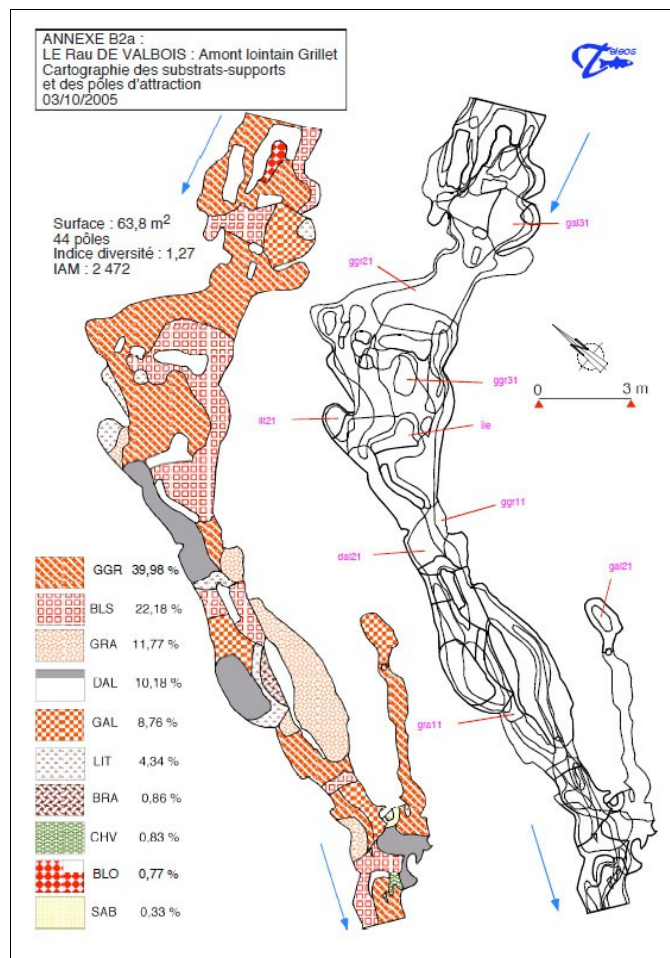 ANNEXE B2a :
LE Rau DE VALBOIS : Amont lointain Grillet
Cartographie des substrats-supports
et des pôles d'attraction
03/10/2005
Teleos
Surface : 63,8 m²
44 pôles
Indice diversité : 1,27
IAM : 2 472
gal31
ggr21
ggr31
0 3 m
lit21
ile
ggr11
dal21
gal21
gra11
GGR 39,98 %
BLS 22,18 %
GRA 11,77 %
DAL 10,18 %
GAL 8,76 %
LIT 4,34 %
BRA 0,86 %
CHV 0,83 %
BLO 0,77 %
SAB 0,33 %